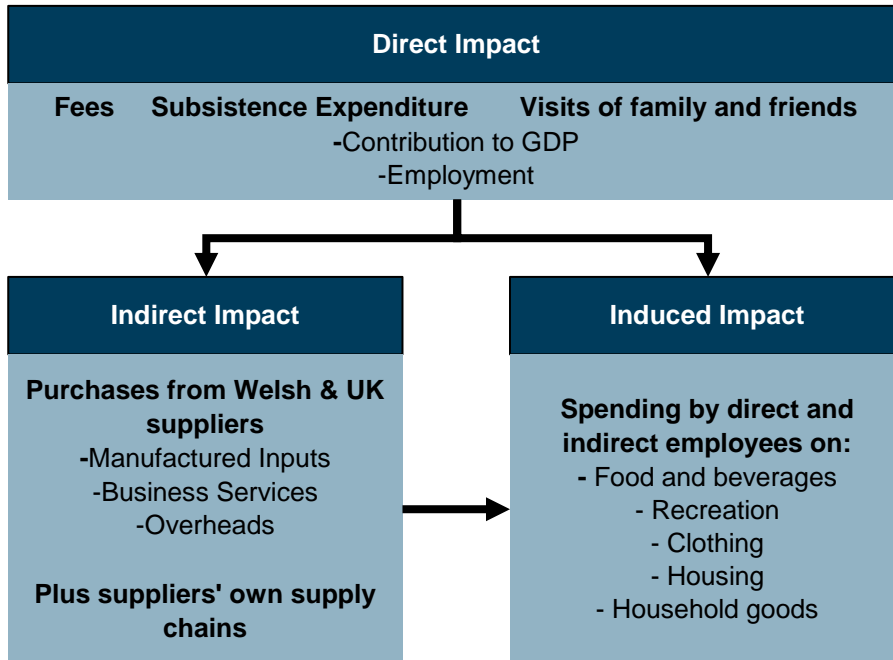 Direct Impact
Fees Subsistence Expenditure Visits of family and friends
-Contribution to GDP
-Employment
Indirect Impact
Purchases from Welsh & UK
suppliers
-Manufactured Inputs
-Business Services
-Overheads
Plus suppliers' own supply
chains
Induced Impact
Spending by direct and
indirect employees on:
- Food and beverages
- Recreation
- Clothing
- Housing
- Household goods